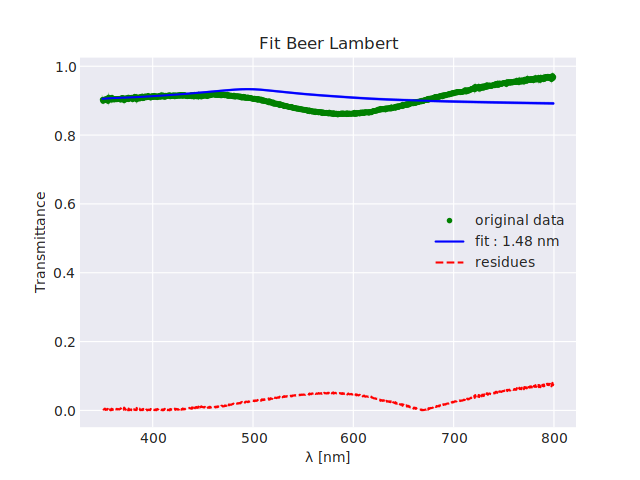 Fit Beer Lambert
Transmittance
1.0
0.8
0.6
0.4
0.2
0.0
original data
fit : 1.48 nm
residues
400 500 600 700 800
λ [nm]